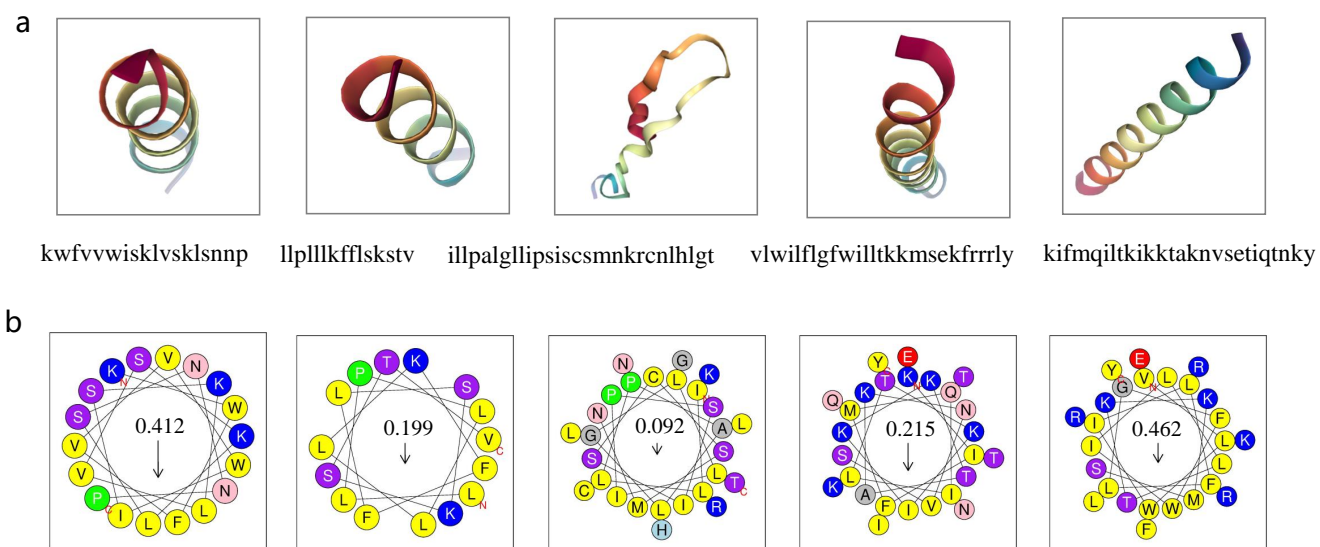 a
kwfvvwisklvsklsnnp llplllkfflskstv illpalgllipsiscsmnkrcnlhlgt vlwilflgfwilltkkmsekfrrrly kifmqiltkikktaknvsetiqtnky
b
S V N K N K S W S K 0.412 V W V N P C I L F L
P T K L S L 0.199 L V C S F L L N F L K
N G P P C L I K N N S L G A L 0.092 S S C L L T C I M L I L R H
Y E T C K N K T Q M K Q N K K 0.215 S I T K L T A I N I F I V
Y E G C V N L L R R K K I F L K I 0.462 L S F L L T W W M R F